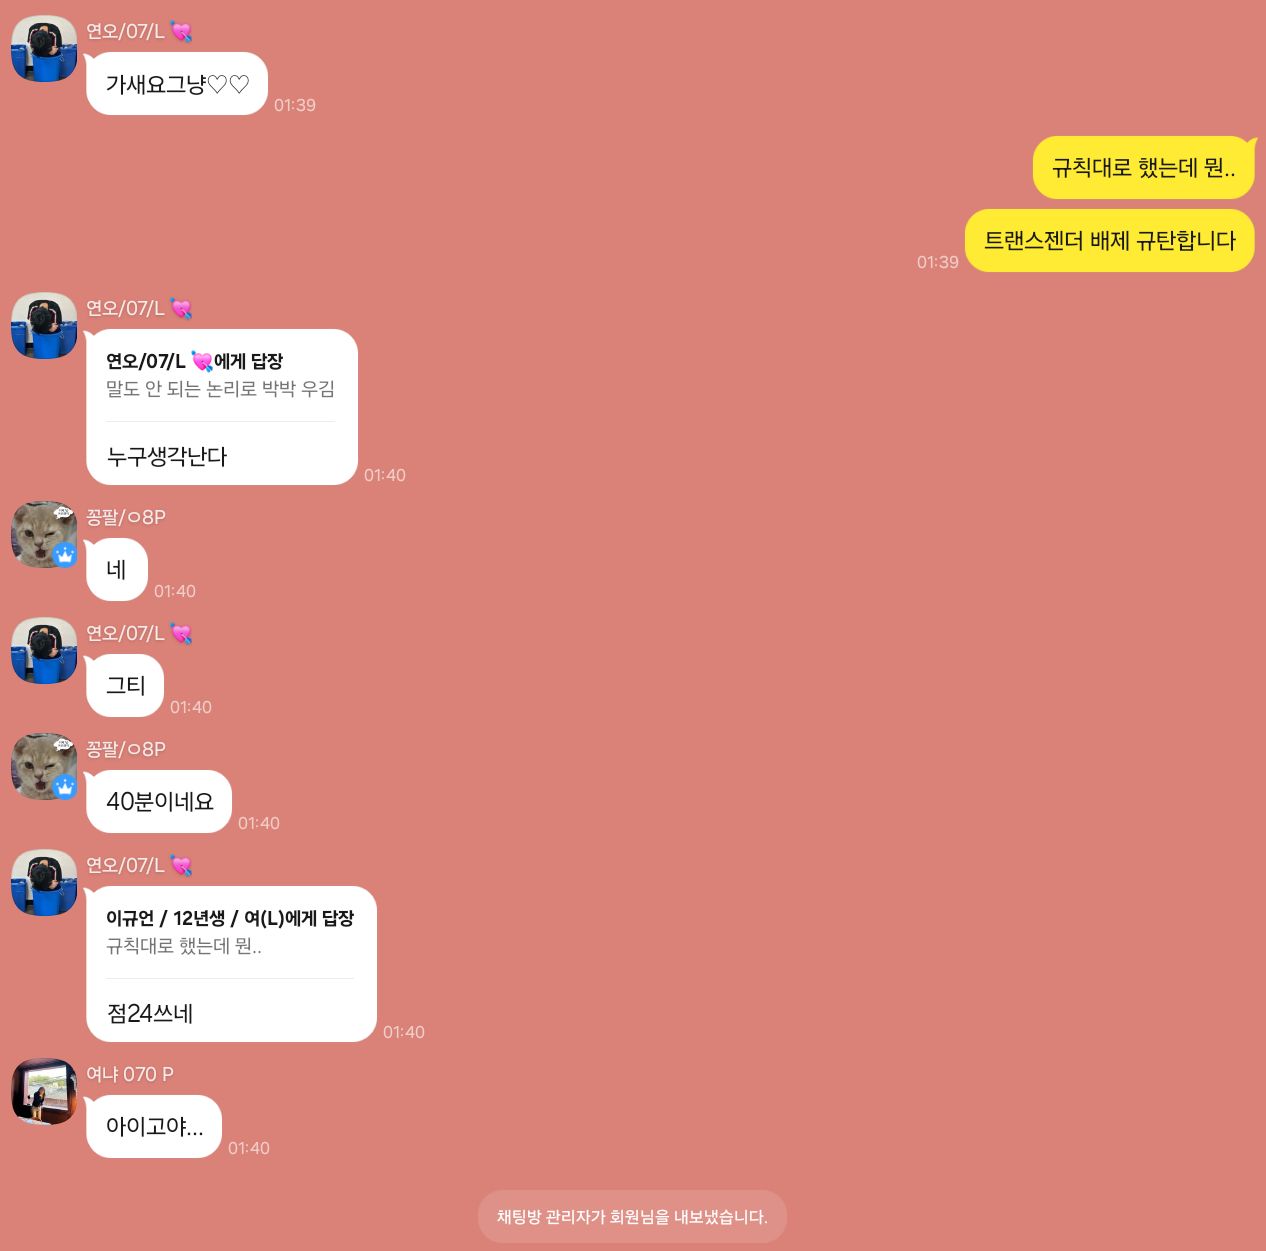 연오/07/L 💘
가새요그냥♡♡
01:39
규칙대로 했는데 뭔..
트랜스젠더 배제 규탄합니다
01:39
연오/07/L 💘
연오/07/L 💘에게 답장
말도 안 되는 논리로 박박 우김
누구생각난다
01:40
꽁팔/ㅇ8P
네
01:40
연오/07/L 💘
그티
01:40
꽁팔/ㅇ8P
40분이네요
01:40
연오/07/L 💘
이규언 / 12년생 / 여(L)에게 답장
규칙대로 했는데 뭔..
점24쓰네
01:40
여냐 070 P
아이고야...
01:40
채팅방 관리자가 회원님을 내보냈습니다.